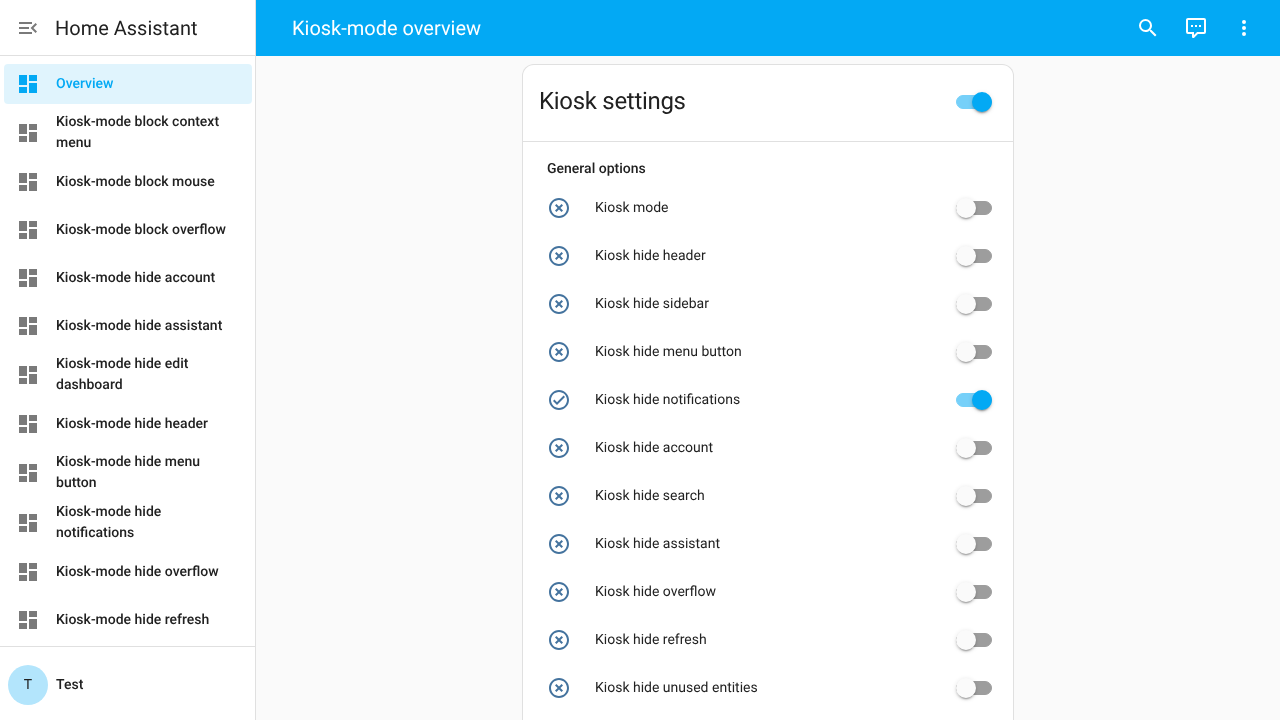 Home Assistant
Kiosk-mode overview
Overview
Kiosk-mode block context
menu
Kiosk-mode block mouse
Kiosk-mode block overflow
Kiosk-mode hide account
Kiosk-mode hide assistant
Kiosk-mode hide edit
dashboard
Kiosk-mode hide header
Kiosk-mode hide menu
button
Kiosk-mode hide
notifications
Kiosk-mode hide overflow
Kiosk-mode hide refresh
T
Test
Kiosk settings
General options
Kiosk mode
Kiosk hide header
Kiosk hide sidebar
Kiosk hide menu button
Kiosk hide notifications
Kiosk hide account
Kiosk hide search
Kiosk hide assistant
Kiosk hide overflow
Kiosk hide refresh
Kiosk hide unused entities